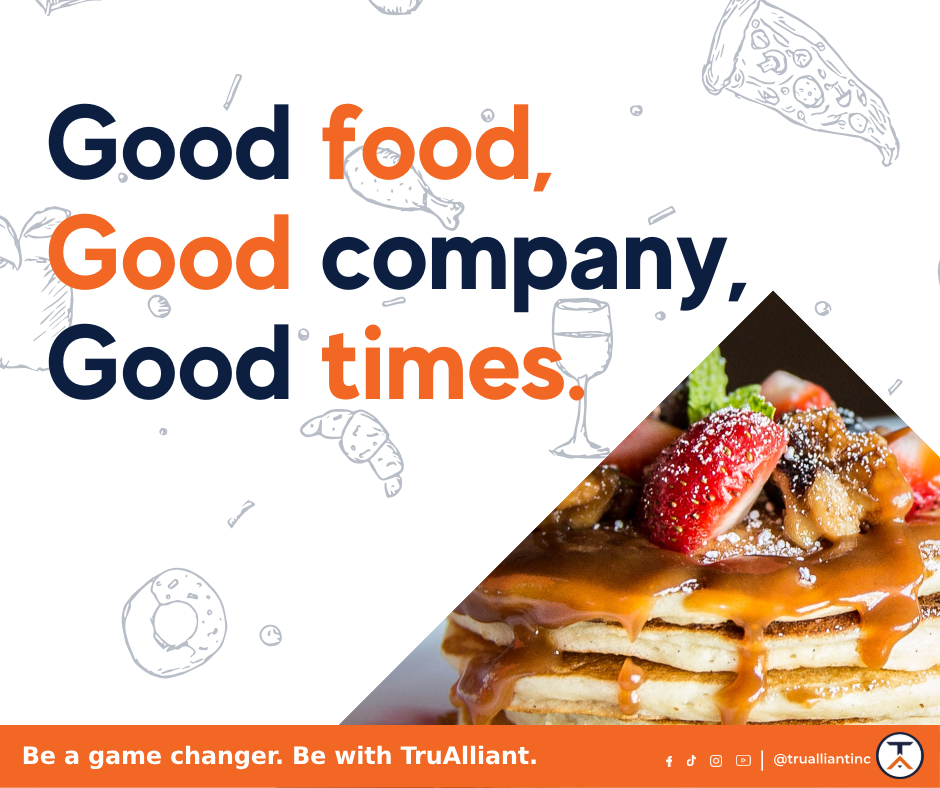 Good food,
Good company,
Good times.
Be a game changer. Be with TruAlliant.
@trualliantinc